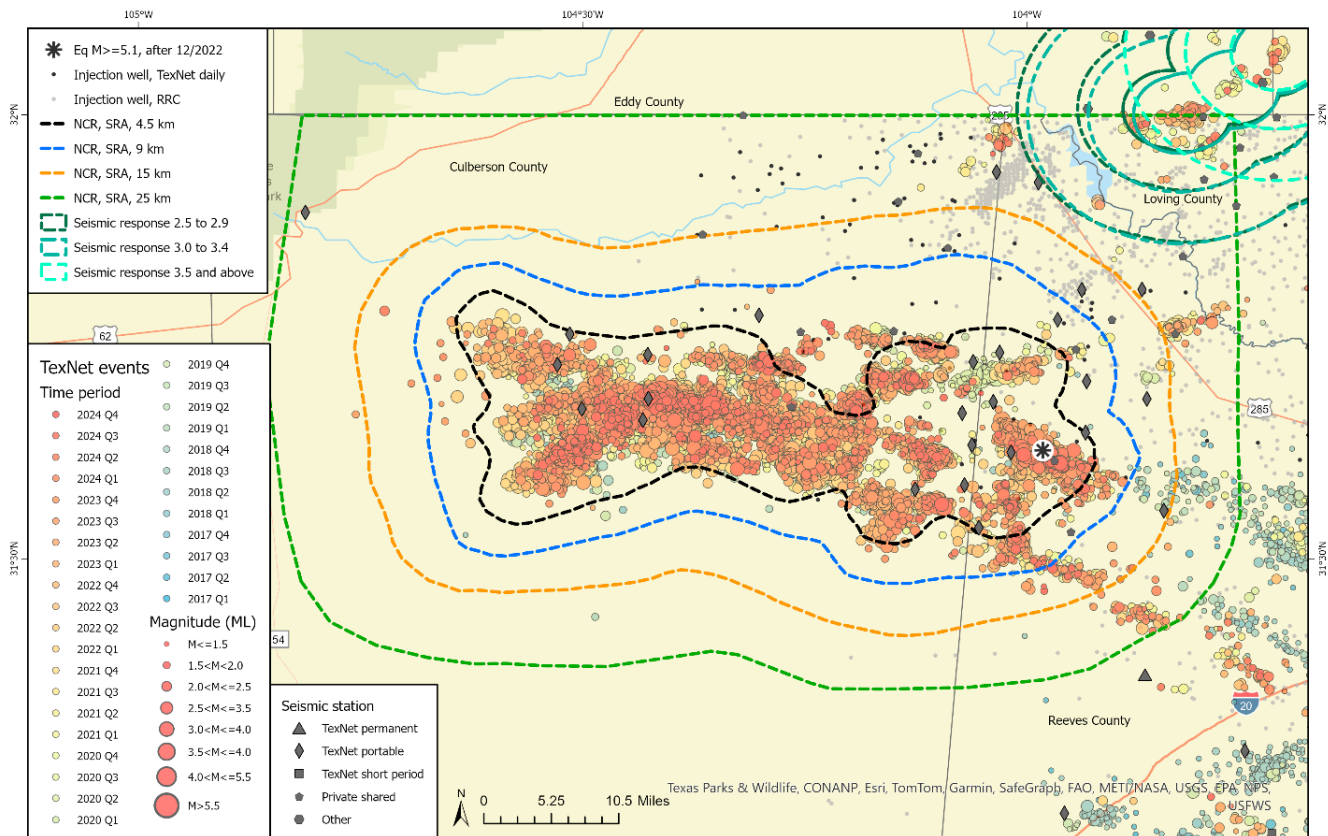 105°W
104°30'W
104°W
Eq M>=5.1, after 12/2022
Injection well, TexNet daily
Injection well, RRC
NCR, SRA, 4.5 km
NCR, SRA, 9 km
NCR, SRA, 15 km
NCR, SRA, 25 km
Seismic response 2.5 to 2.9
Seismic response 3.0 to 3.4
Seismic response 3.5 and above
32°N
32°N
Eddy County
Culberson County
Loving County
285
62
285
TexNet events
Time period
2024 Q4
2024 Q3
2024 Q2
2024 Q1
2023 Q4
2023 Q3
2023 Q2
2023 Q1
2022 Q4
2022 Q3
2022 Q2
2022 Q1
2021 Q4
2021 Q3
2021 Q2
2021 Q1
2020 Q4
2020 Q3
2020 Q2
2020 Q1
2019 Q4
2019 Q3
2019 Q2
2019 Q1
2018 Q4
2018 Q3
2018 Q2
2018 Q1
2017 Q4
2017 Q3
2017 Q2
2017 Q1
Magnitude (ML)
M<=1.5
1.5<M<2.0
2.0<M<=2.5
2.5<M<=3.5
3.0<M<=4.0
3.5<M<=4.0
4.0<M<=5.5
M>5.5
31°30'N
31°30'N
54
Seismic station
TexNet permanent
TexNet portable
TexNet short period
Private shared
Other
N
0 5.25 10.5 Miles
20
Reeves County
Texas Parks & Wildlife, CONANP, Esri, TomTom, Garmin, SafeGraph, FAO, METI/NASA, USGS, EPA, NPS,
USFWS